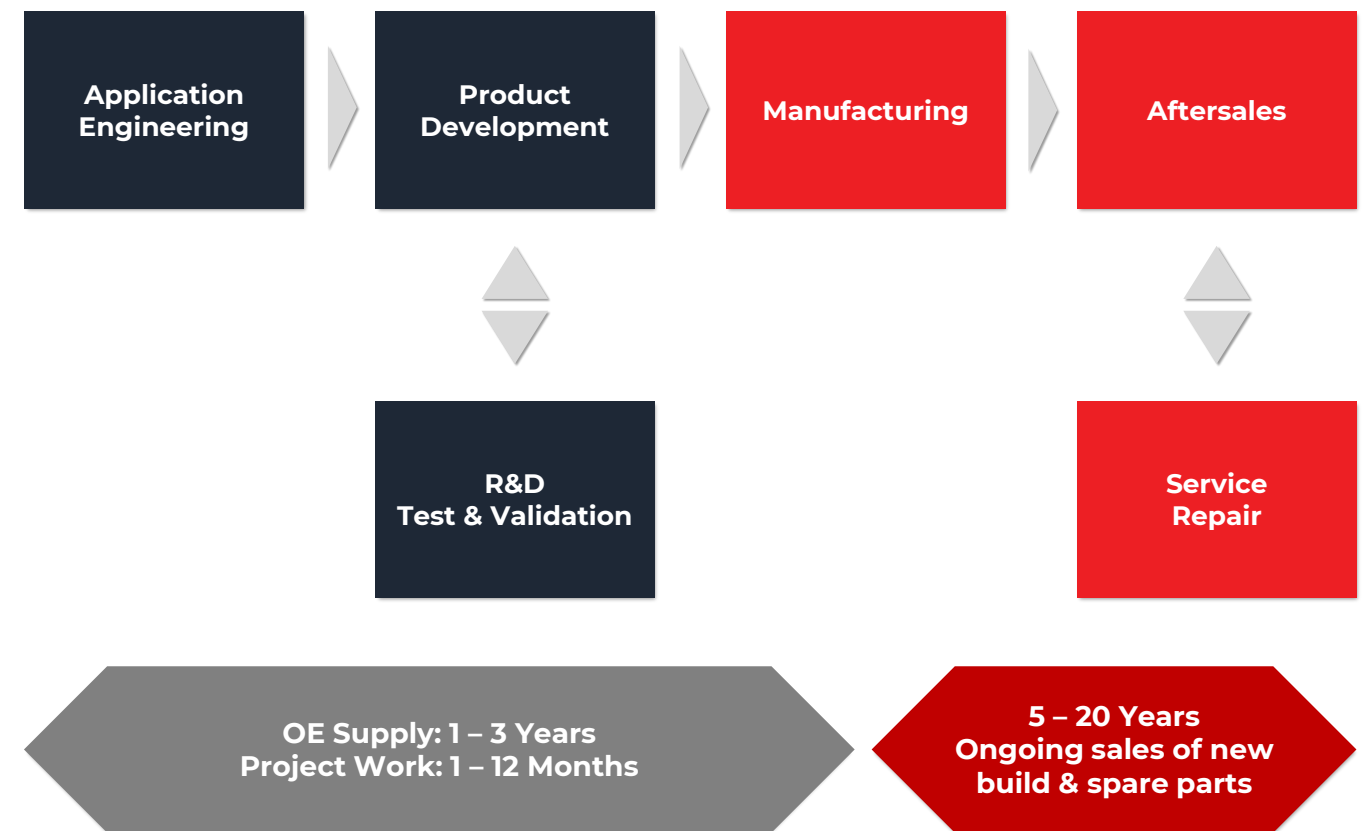 Application
Engineering
Product
Development
Manufacturing
Aftersales
R&D
Test & Validation
Service
Repair
OE Supply: 1 – 3 Years
Project Work: 1 – 12 Months
5 – 20 Years
Ongoing sales of new
build & spare parts